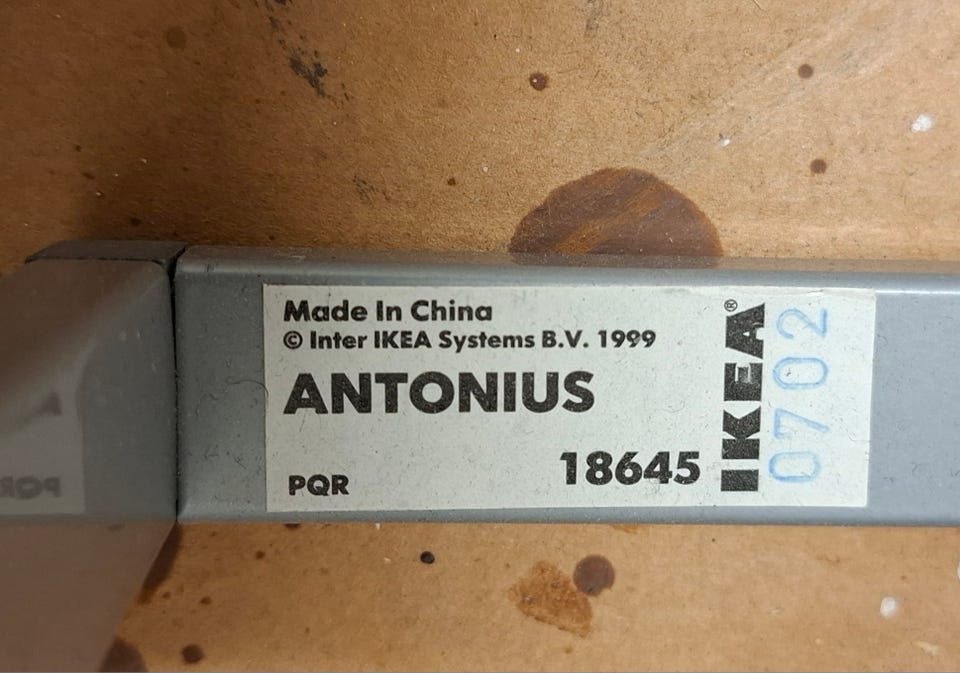 Made In China
© Inter IKEA Systems B.V. 1999
ANTONIUS
18645
PQR
IKEA®
0702